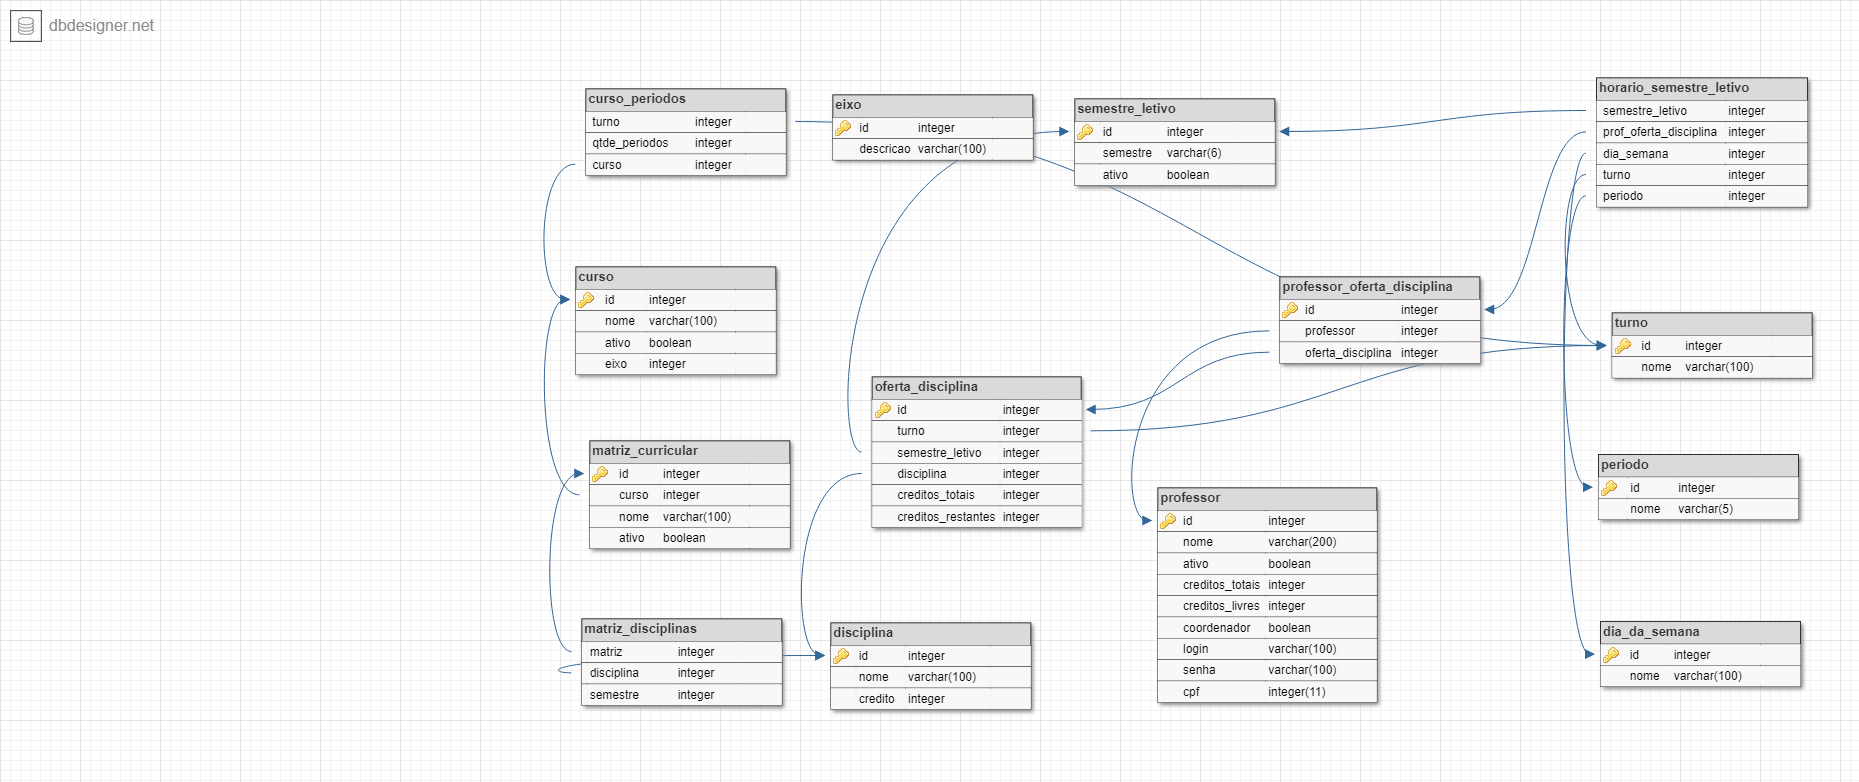 dbdesigner.net
curso_periodos
turno integer
qtde_periodos integer
curso integer
eixo
id integer
descricao varchar(100)
semestre_letivo
id integer
semestre varchar(6)
ativo boolean
horario_semestre_letivo
semestre_letivo integer
prof_oferta_disciplina integer
dia_semana integer
turno integer
periodo integer
curso
id integer
nome varchar(100)
ativo boolean
eixo integer
professor_oferta_disciplina
id integer
professor integer
oferta_disciplina integer
turno
id integer
nome varchar(100)
oferta_disciplina
id integer
turno integer
semestre_letivo integer
disciplina integer
creditos_totais integer
creditos_restantes integer
matriz_curricular
id integer
curso integer
nome varchar(100)
ativo boolean
periodo
id integer
nome varchar(5)
professor
id integer
nome varchar(200)
ativo boolean
creditos_totais integer
creditos_livres integer
coordenador boolean
login varchar(100)
senha varchar(100)
cpf integer(11)
matriz_disciplinas
matriz integer
disciplina integer
semestre integer
disciplina
id integer
nome varchar(100)
credito integer
dia_da_semana
id integer
nome varchar(100)